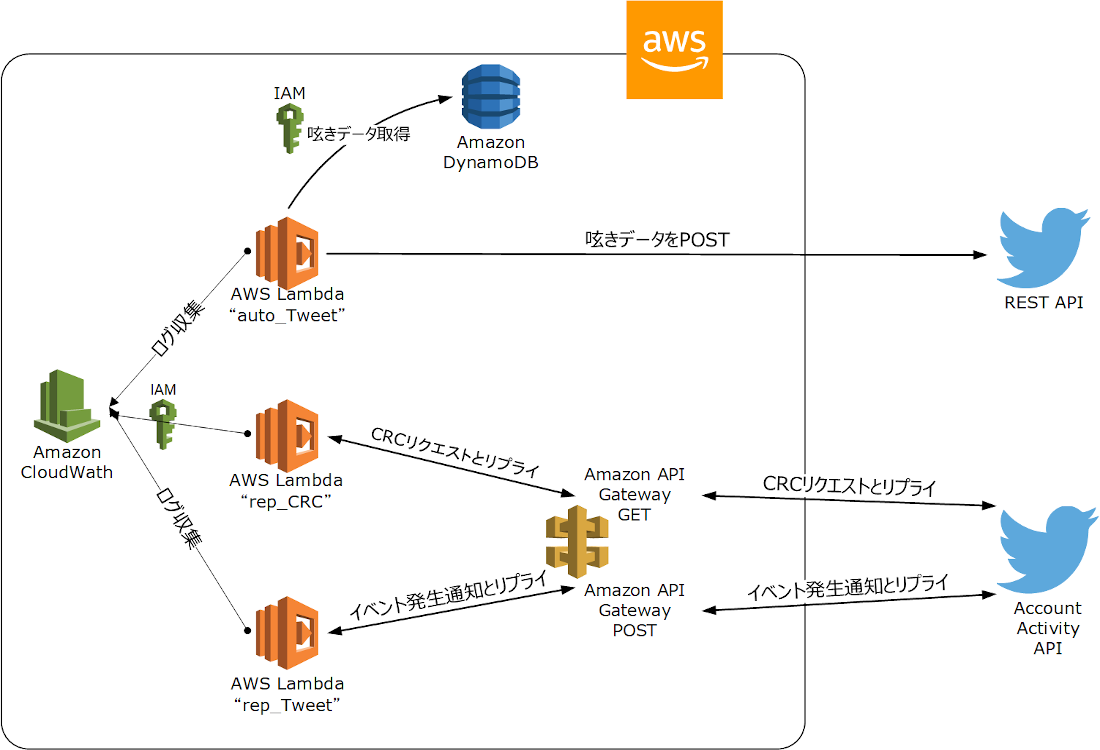 aws
IAM
呟きデータ取得
Amazon
DynamoDB
呟きデータをPOST
AWS Lambda
“auto_Tweet”
REST API
ログ収集
IAM
Amazon
CloudWath
CRCリクエストとリプライ
AWS Lambda
“rep_CRC”
Amazon API
Gateway
GET
CRCリクエストとリプライ
ログ収集
イベント発生通知とリプライ
Amazon API
Gateway
POST
イベント発生通知とリプライ
Account
Activity
API
AWS Lambda
“rep_Tweet”